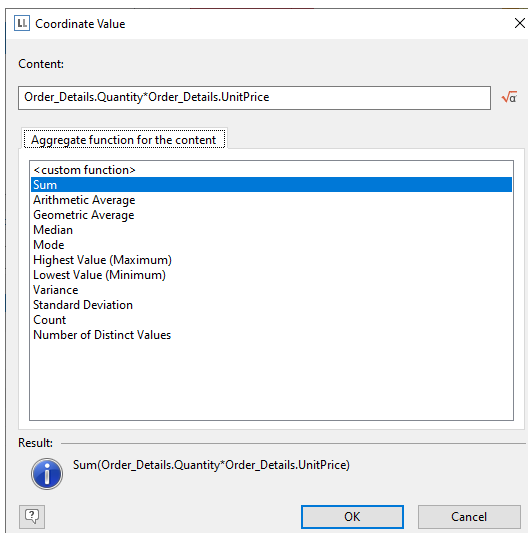 LL Coordinate Value
Content:
Order_Details.Quantity*Order_Details.UnitPrice
√α
Aggregate function for the content
<custom function>
Sum
Arithmetic Average
Geometric Average
Median
Mode
Highest Value (Maximum)
Lowest Value (Minimum)
Variance
Standard Deviation
Count
Number of Distinct Values
Result:
Sum(Order_Details.Quantity*Order_Details.UnitPrice)
? OK Cancel